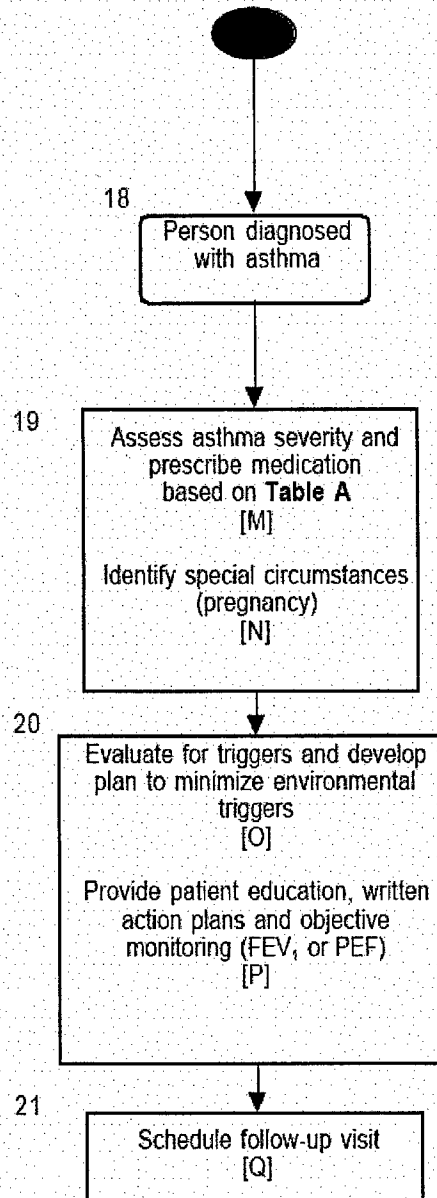 18
Person diagnosed
with asthma
19
Assess asthma severity and
prescribe medication
based on Table A
[M]
Identify special circumstances
(pregnancy)
[N]
20
Evaluate for triggers and develop
plan to minimize environmental
triggers
[O]
Provide patient education, written
action plans and objective
monitoring (FEV₁ or PEF)
[P]
21
Schedule follow-up visit
[Q]